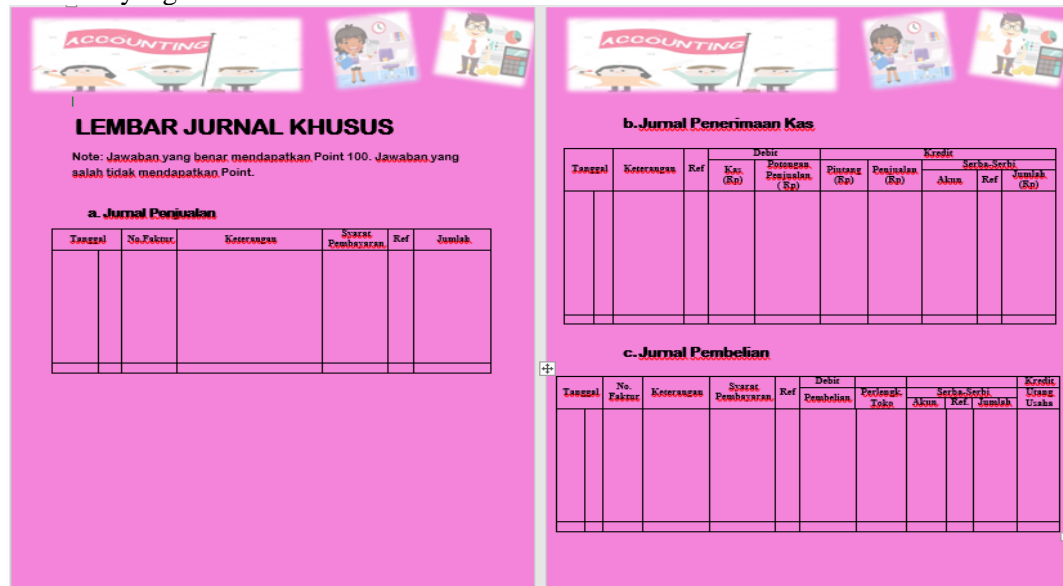 ACCOUNTING
LEMBAR JURNAL KHUSUS
Note: Jawaban yang benar mendapatkan Point 100. Jawaban yang
salah tidak mendapatkan Point.
a. Jurnal Penjualan
Tanggal No.Faktur Keterangan Syarat Pembayaran Ref Jumlah
ACCOUNTING
b. Jurnal Penerimaan Kas
Debit Kredit
Tanggal Keterangan Ref Kas (Rp) Potongan Penjualan (Rp) Piutang (Rp) Penjualan (Rp) Serba-Serbi
Akun Ref Jumlah (Rp)
c. Jurnal Pembelian
Debit Kredit
Tanggal No. Faktur Keterangan Syarat Pembayaran Ref Pembelian Perlengk. Toko Serba-Serbi Utang Usaha
Akun Ref. Jumlah